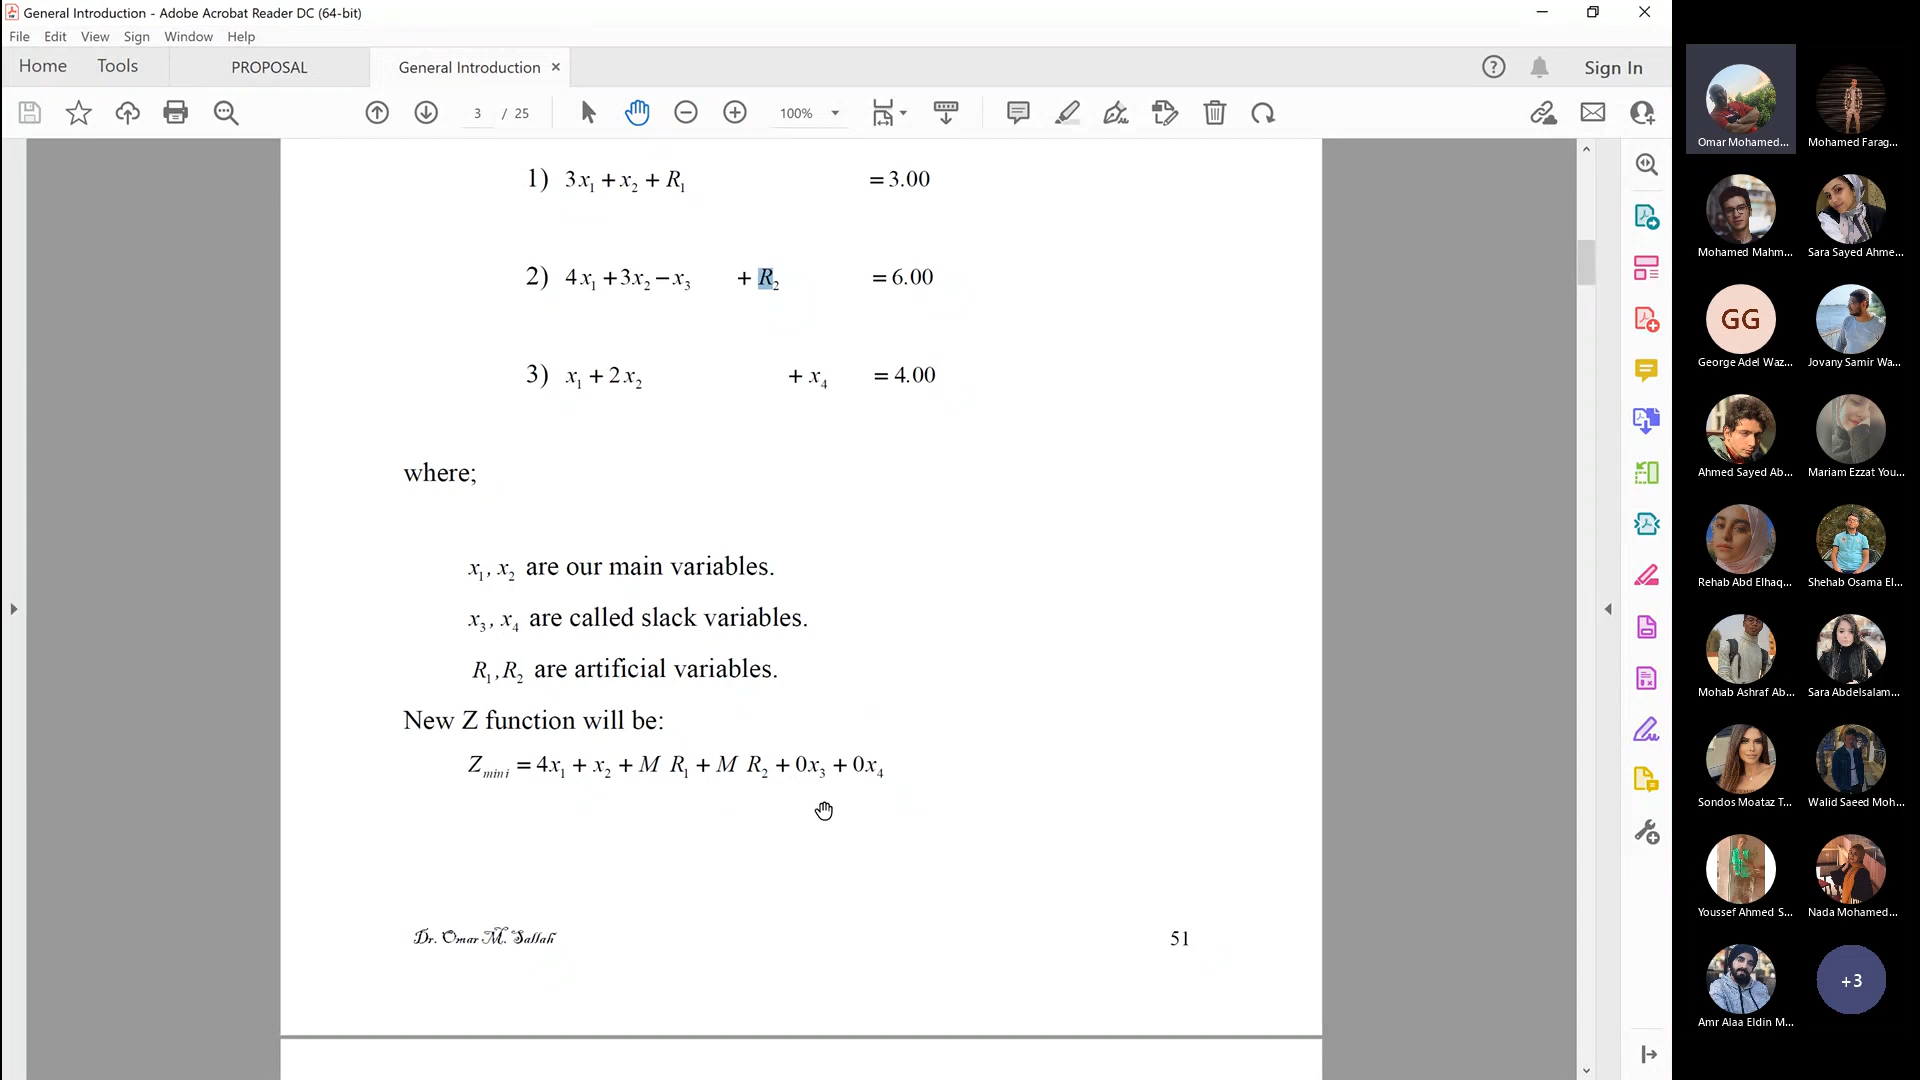 General Introduction - Adobe Acrobat Reader DC (64-bit)
File Edit View Sign Window Help
Home Tools PROPOSAL General Introduction × Sign In
3 / 25 100%
1) 3x₁ + x₂ + R₁ = 3.00
2) 4x₁ + 3x₂ − x₃ + R₂ = 6.00
3) x₁ + 2x₂ + x₄ = 4.00
where;
x₁, x₂ are our main variables.
x₃, x₄ are called slack variables.
R₁, R₂ are artificial variables.
New Z function will be:
Z_mini = 4x₁ + x₂ + M R₁ + M R₂ + 0x₃ + 0x₄
Dr. Omar M. Sallah 51
Omar Mohamed... Mohamed Farag...
Mohamed Mahm... Sara Sayed Ahme...
GG
George Adel Waz... Jovany Samir Wa...
Ahmed Sayed Ab... Mariam Ezzat You...
Rehab Abd Elhaq... Shehab Osama El...
Mohab Ashraf Ab... Sara Abdelsalam...
Sondos Moataz T... Walid Saeed Moh...
Youssef Ahmed S... Nada Mohamed...
+3
Amr Alaa Eldin M...